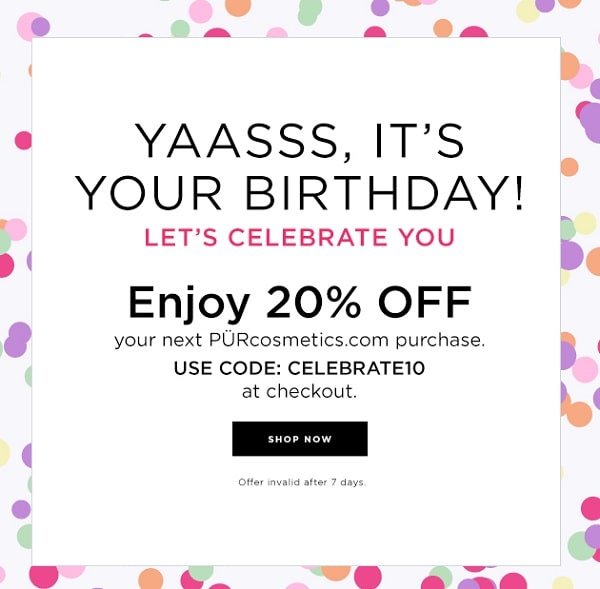 YAASSS, IT'S
YOUR BIRTHDAY!
LET'S CELEBRATE YOU
Enjoy 20% OFF
your next PÜRcosmetics.com purchase.
USE CODE: CELEBRATE10
at checkout.
SHOP NOW
Offer invalid after 7 days.